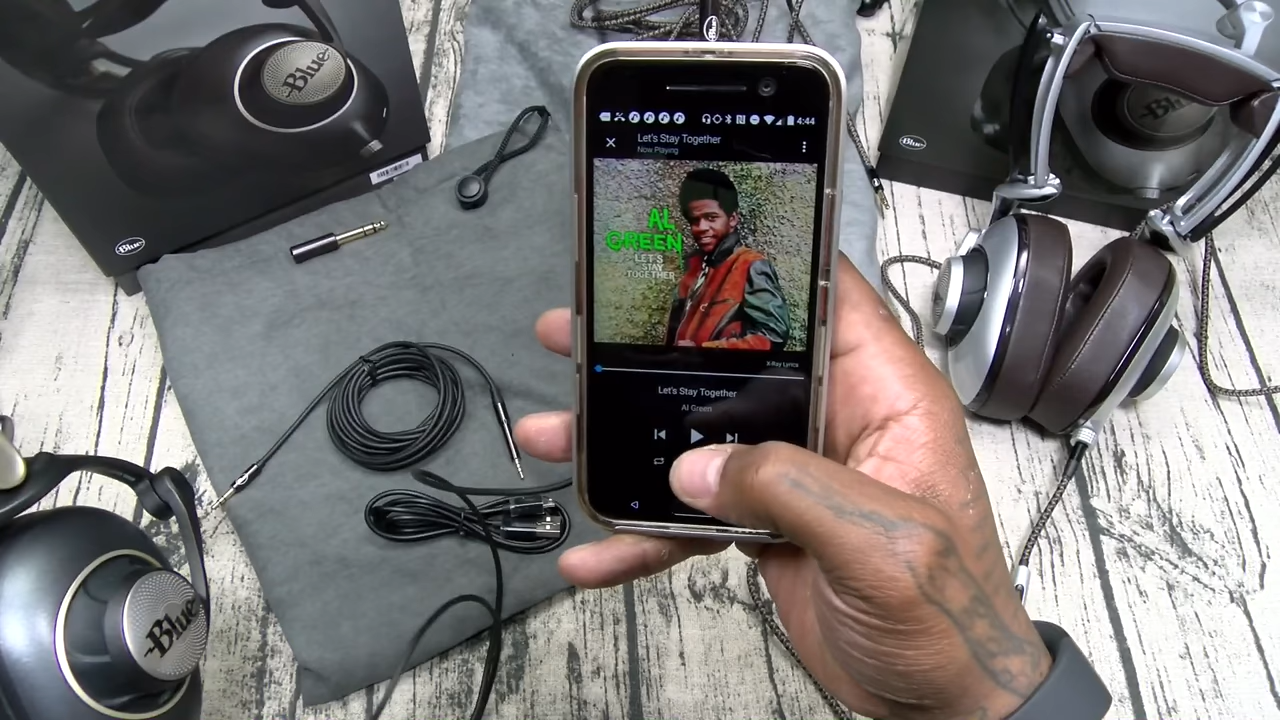 Blue
Blue
Blue
4:44
Let's Stay Together
Now Playing
AL
GREEN
LET'S
STAY
TOGETHER
X-Ray Lyrics
Let's Stay Together
Al Green
Blue
Blue
Blue